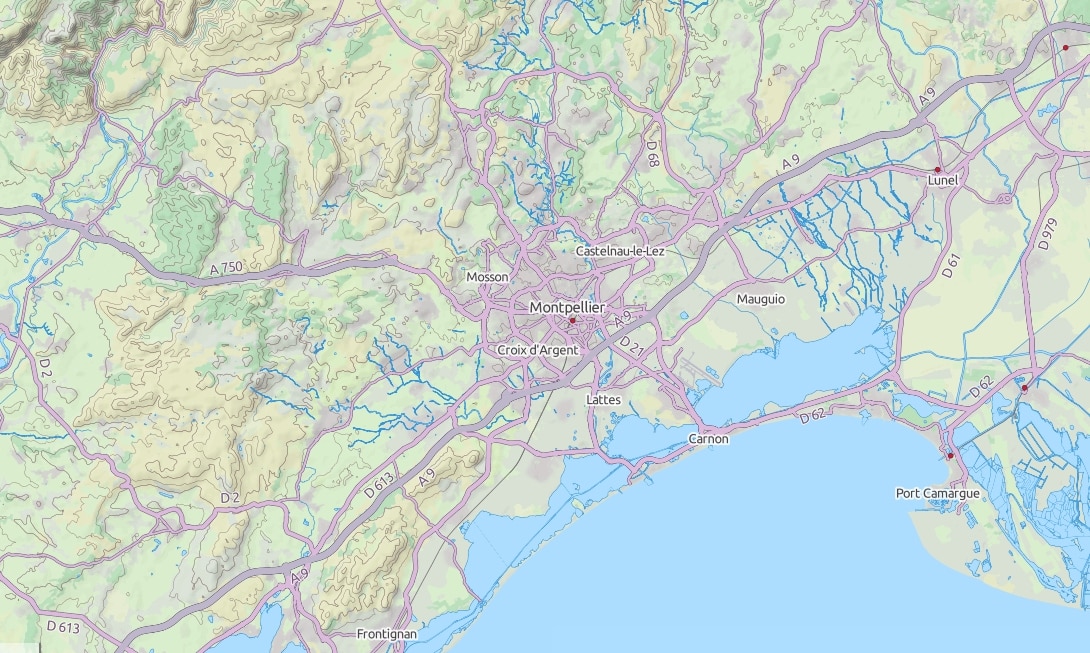 A 9
D 68
A 9
Lunel
D 979
Castelnau-le-Lez
D 61
A 750
Mosson
Mauguio
Montpellier
A 9
D 21
Croix d'Argent
D 2
D 62
Lattes
D 62
Carnon
A 9
D 613
Port Camargue
D 2
A 9
D 613
Frontignan